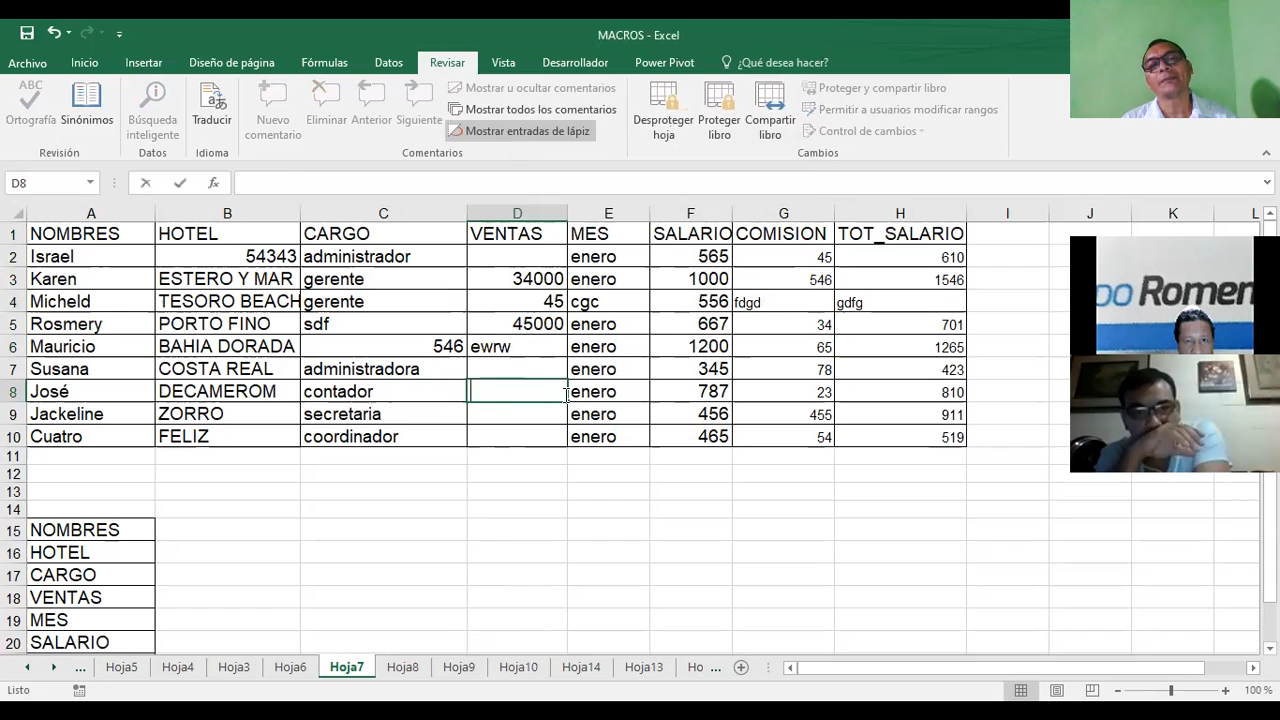 MACROS - Excel
Archivo Inicio Insertar Diseño de página Fórmulas Datos Revisar Vista Desarrollador Power Pivot ¿Qué desea hacer?
ABC Ortografía Sinónimos
Revisión
Búsqueda inteligente
Datos
Traducir
Idioma
Nuevo comentario Eliminar Anterior Siguiente
Mostrar u ocultar comentarios
Mostrar todos los comentarios
Mostrar entradas de lápiz
Comentarios
Desproteger hoja Proteger libro Compartir libro
Proteger y compartir libro
Permitir a usuarios modificar rangos
Control de cambios
Cambios
D8 fx
A B C D E F G H I J K L
1 NOMBRES HOTEL CARGO VENTAS MES SALARIO COMISION TOT_SALARIO
2 Israel 54343 administrador enero 565 45 610
3 Karen ESTERO Y MAR gerente 34000 enero 1000 546 1546
4 Micheld TESORO BEACH gerente 45 cgc 556 fdgd gdfg
5 Rosmery PORTO FINO sdf 45000 enero 667 34 701
6 Mauricio BAHIA DORADA 546 ewrw enero 1200 65 1265
7 Susana COSTA REAL administradora enero 345 78 423
8 José DECAMEROM contador enero 787 23 810
9 Jackeline ZORRO secretaria enero 456 455 911
10 Cuatro FELIZ coordinador enero 465 54 519
11
12
13
14
15 NOMBRES
16 HOTEL
17 CARGO
18 VENTAS
19 MES
20 SALARIO
Romen
... Hoja5 Hoja4 Hoja3 Hoja6 Hoja7 Hoja8 Hoja9 Hoja10 Hoja14 Hoja13 Ho ...
Listo 100 %